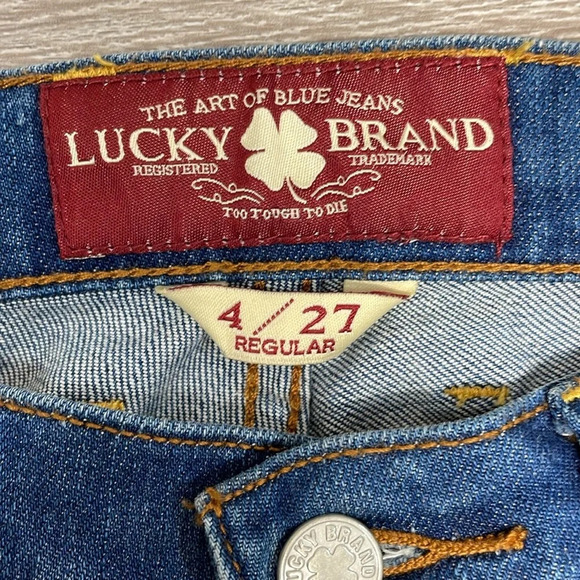 THE ART OF BLUE JEANS
LUCKY BRAND
REGISTERED TRADEMARK
TOO TOUGH TO DIE
4 / 27
REGULAR
LUCKY BRAND